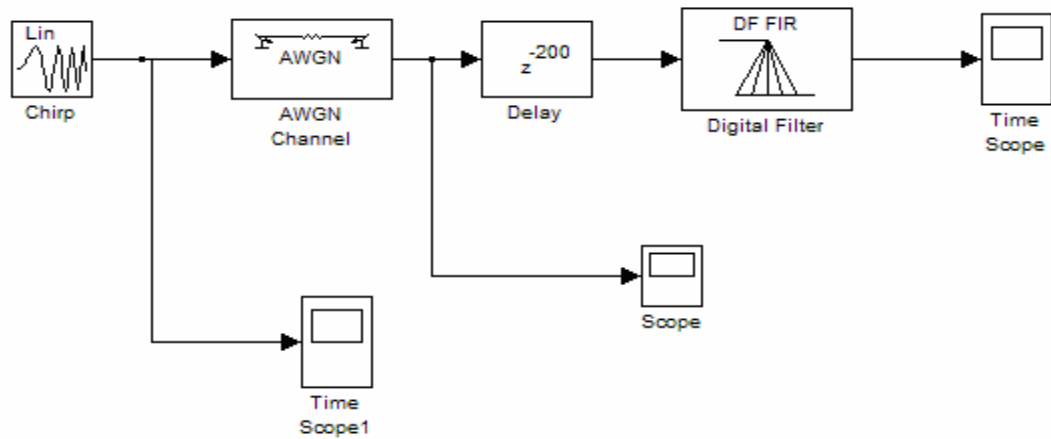 Lin
Chirp
AWGN
AWGN
Channel
z^-200
Delay
DF FIR
Digital Filter
Time
Scope
Scope
Time
Scope1